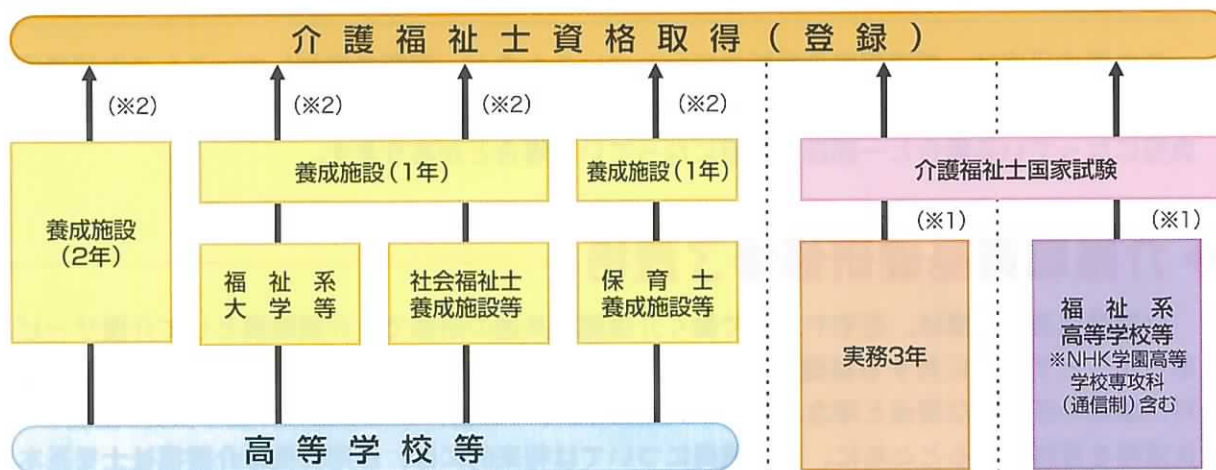 介護福祉士資格取得(登録)
(※2)
(※2)
(※2)
(※2)
養成施設
(2年)
養成施設(1年)
養成施設(1年)
介護福祉士国家試験
(※1)
(※1)
福祉系
大学等
社会福祉士
養成施設等
保育士
養成施設等
実務3年
福祉系
高等学校等
※NHK学園高等
学校専攻科
(通信制)含む
高等学校等